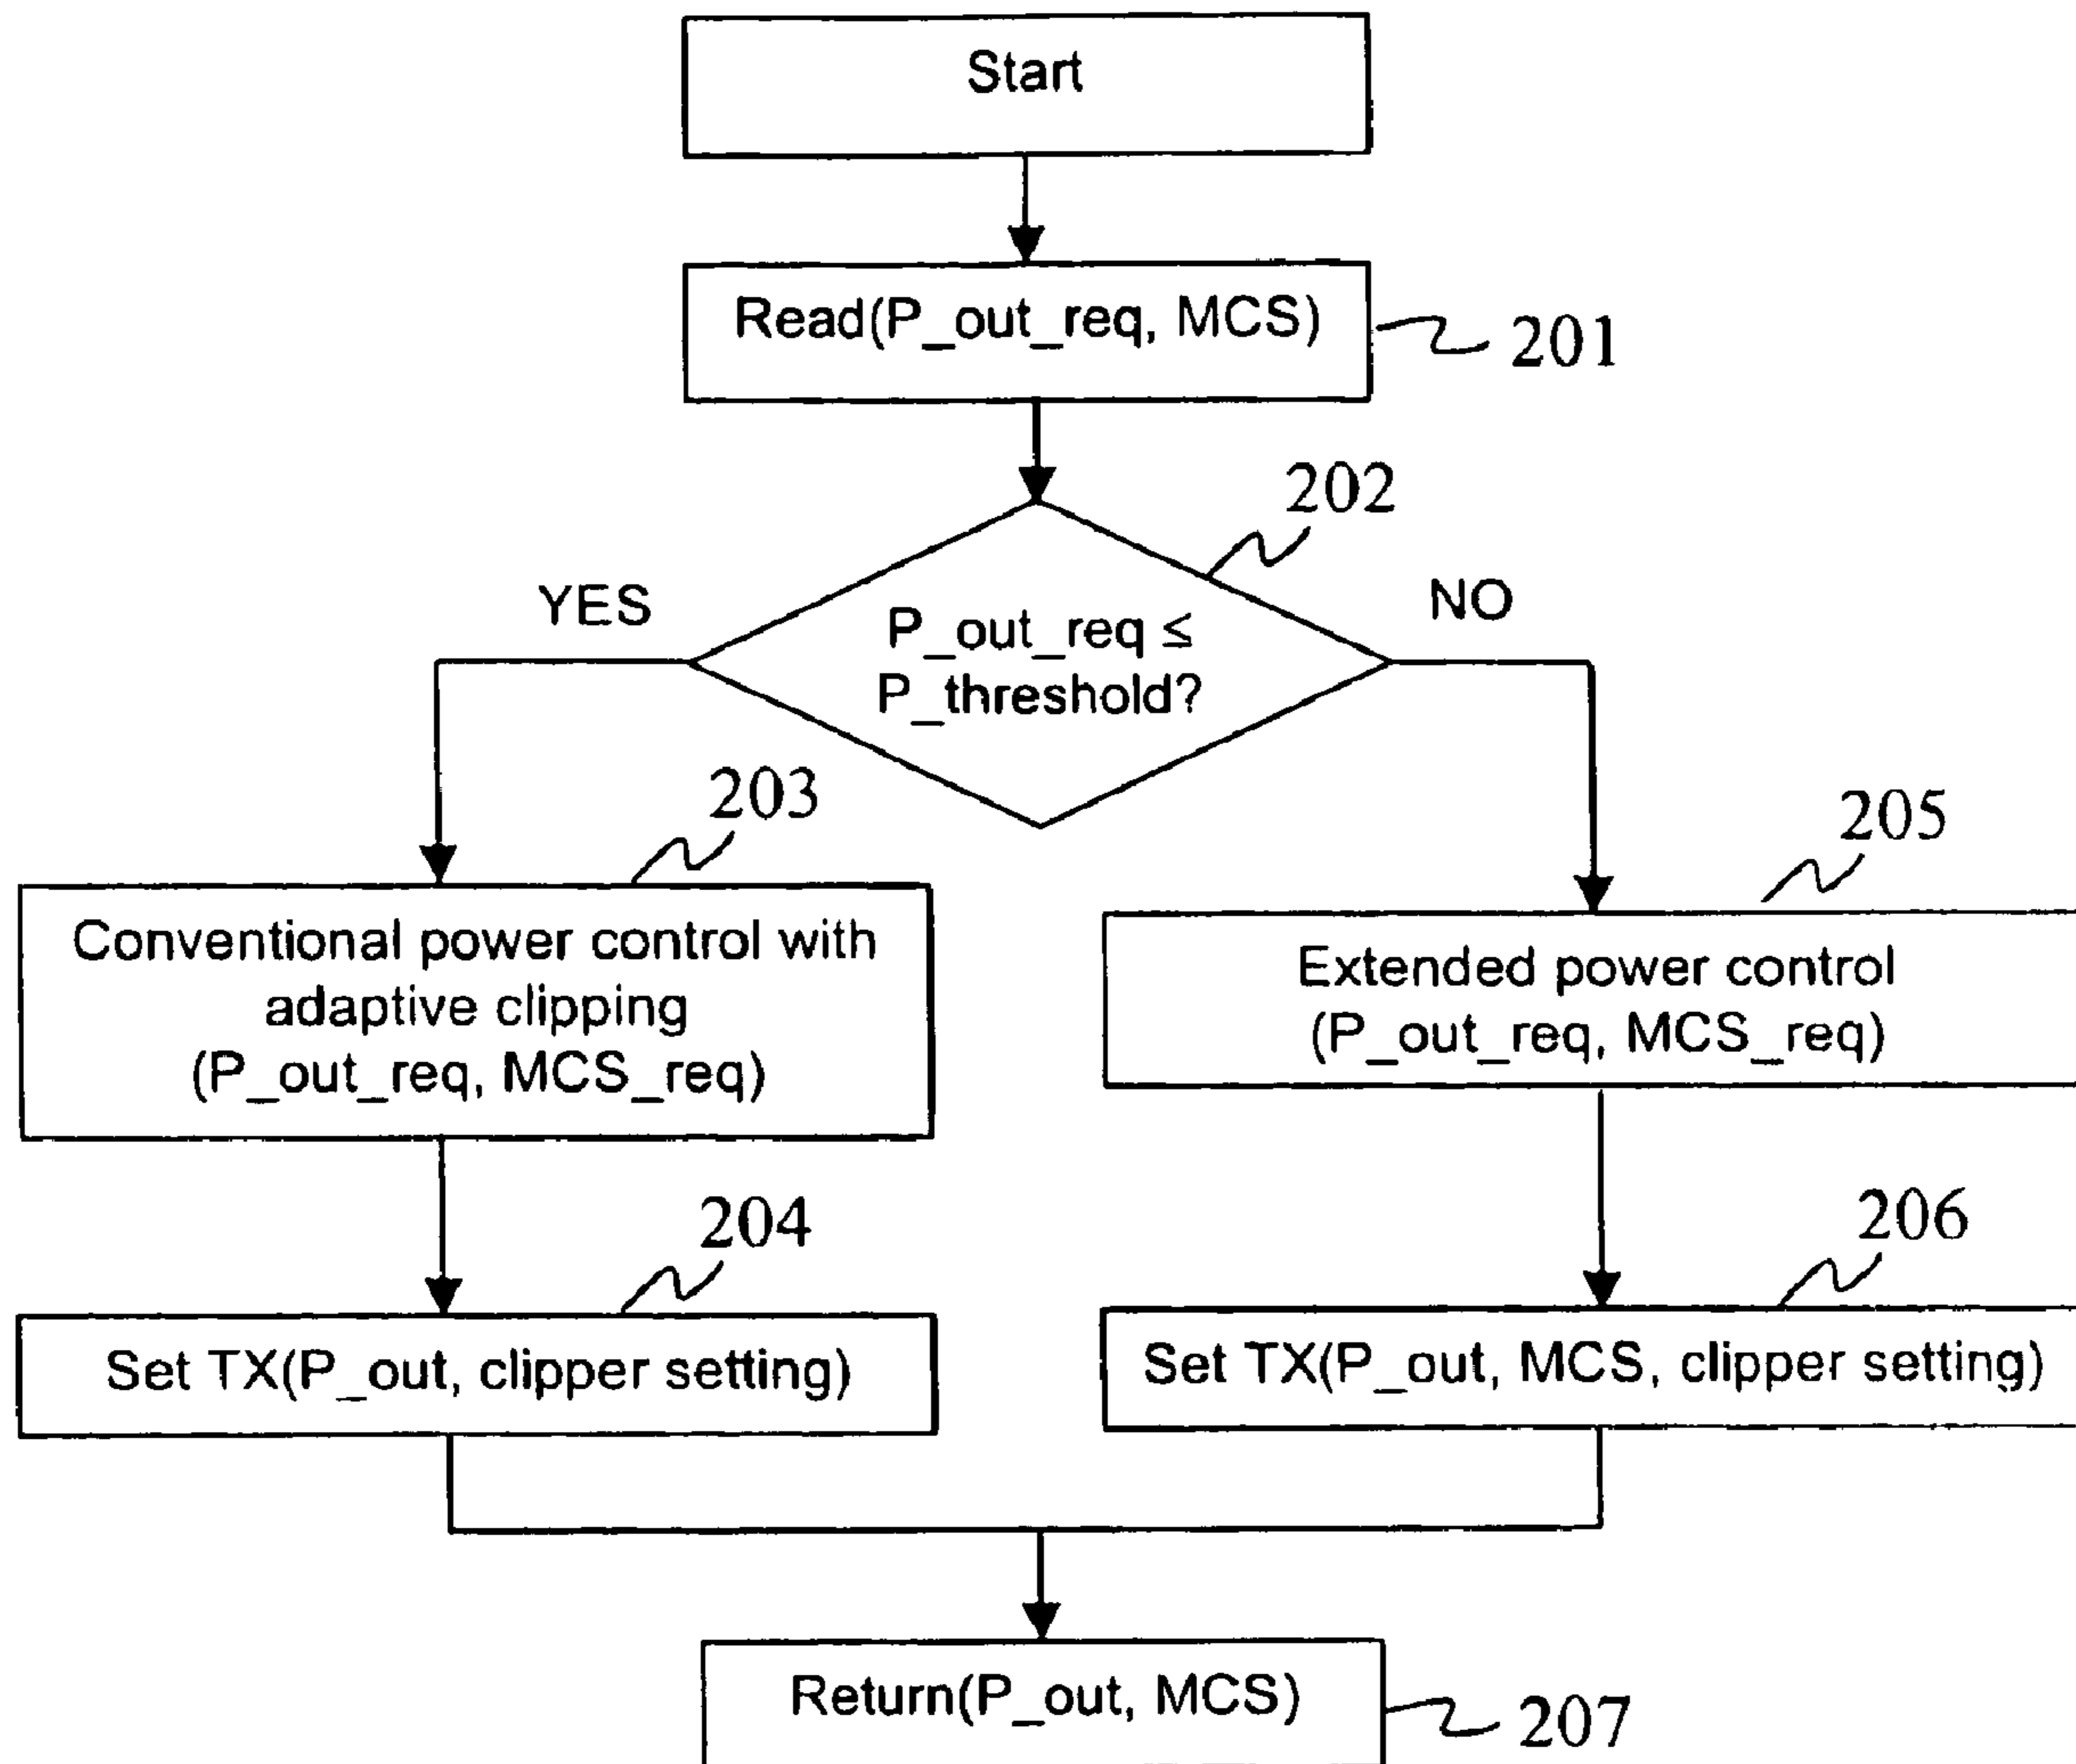 Start
Read(P_out_req, MCS)
201
202
YES
NO
P_out_req ≤
P_threshold?
203
205
Conventional power control with
adaptive clipping
(P_out_req, MCS_req)
Extended power control
(P_out_req, MCS_req)
204
206
Set TX(P_out, clipper setting)
Set TX(P_out, MCS, clipper setting)
Return(P_out, MCS)
207